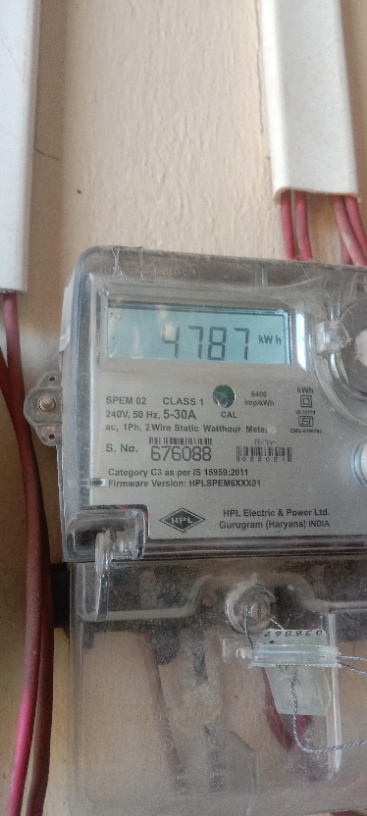 4787 kWh
SPEM 02 CLASS 1 6400 kWh
imp/kWh
240V, 50 Hz, 5-30A CAL
ac, 1Ph, 2 Wire Static Watthour Meter
S. No. 676088
Category C3 as per IS 15959:2011
Firmware Version: HPLSPEM6XXX01
HPL
HPL Electric & Power Ltd.
Gurugram (Haryana) INDIA